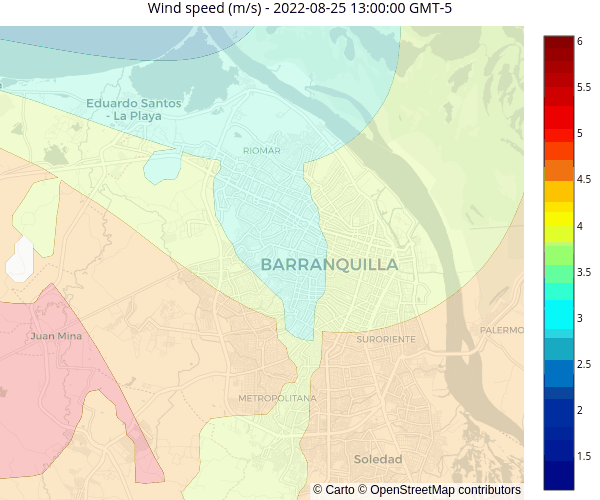 Wind speed (m/s) - 2022-08-25 13:00:00 GMT-5
6
5.5
5
4.5
4
3.5
3
2.5
2
1.5
Eduardo Santos
- La Playa
RIOMAR
BARRANQUILLA
Juan Mina
SURORIENTE
PALERMO
METROPOLITANA
Soledad
© Carto © OpenStreetMap contributors